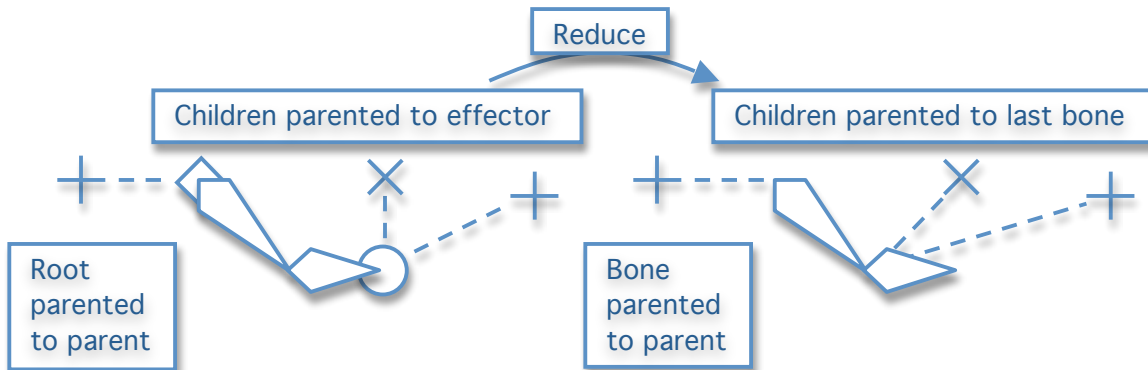 Reduce
Children parented to effector
Children parented to last bone
Root
parented
to parent
Bone
parented
to parent